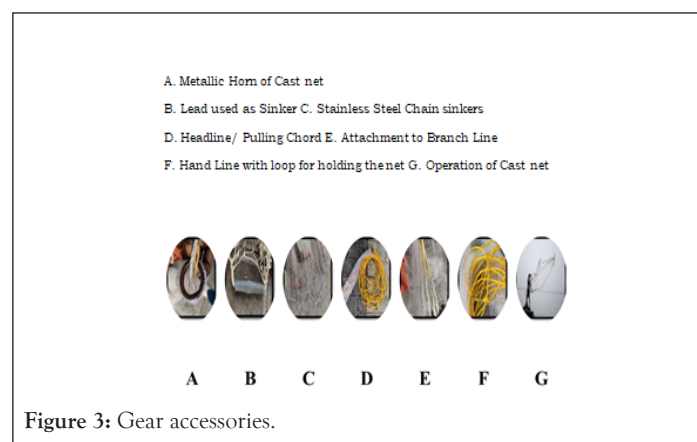 A. Metallic Horn of Cast net
B. Lead used as Sinker C. Stainless Steel Chain sinkers
D. Headline/ Pulling Chord E. Attachment to Branch Line
F. Hand Line with loop for holding the net G. Operation of Cast net
A B C D E F G
Figure 3: Gear accessories.